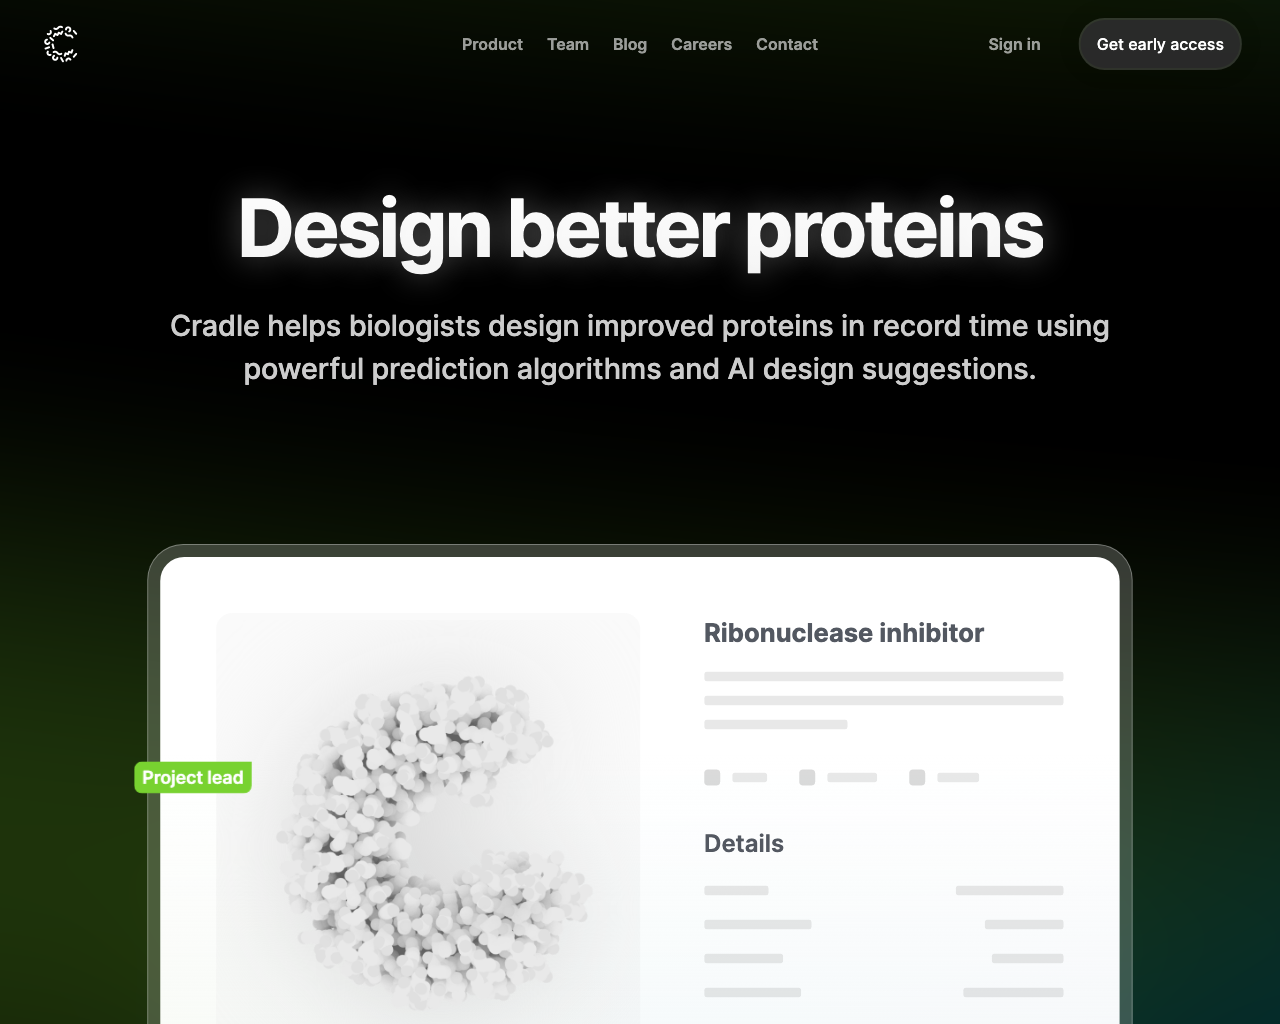 Product Team Blog Careers Contact Sign in Get early access
Design better proteins
Cradle helps biologists design improved proteins in record time using
powerful prediction algorithms and AI design suggestions.
Ribonuclease inhibitor
Project lead
Details